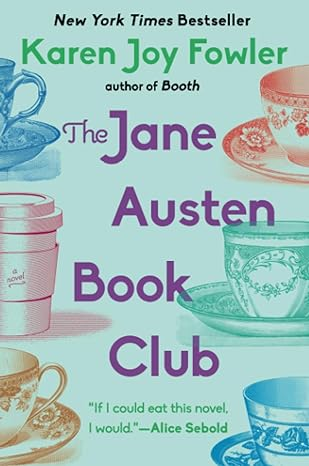 New York Times Bestseller
Karen Joy Fowler
author of Booth
The Jane
Austen
Book
Club
a novel
"If I could eat this novel,
I would."—Alice Sebold